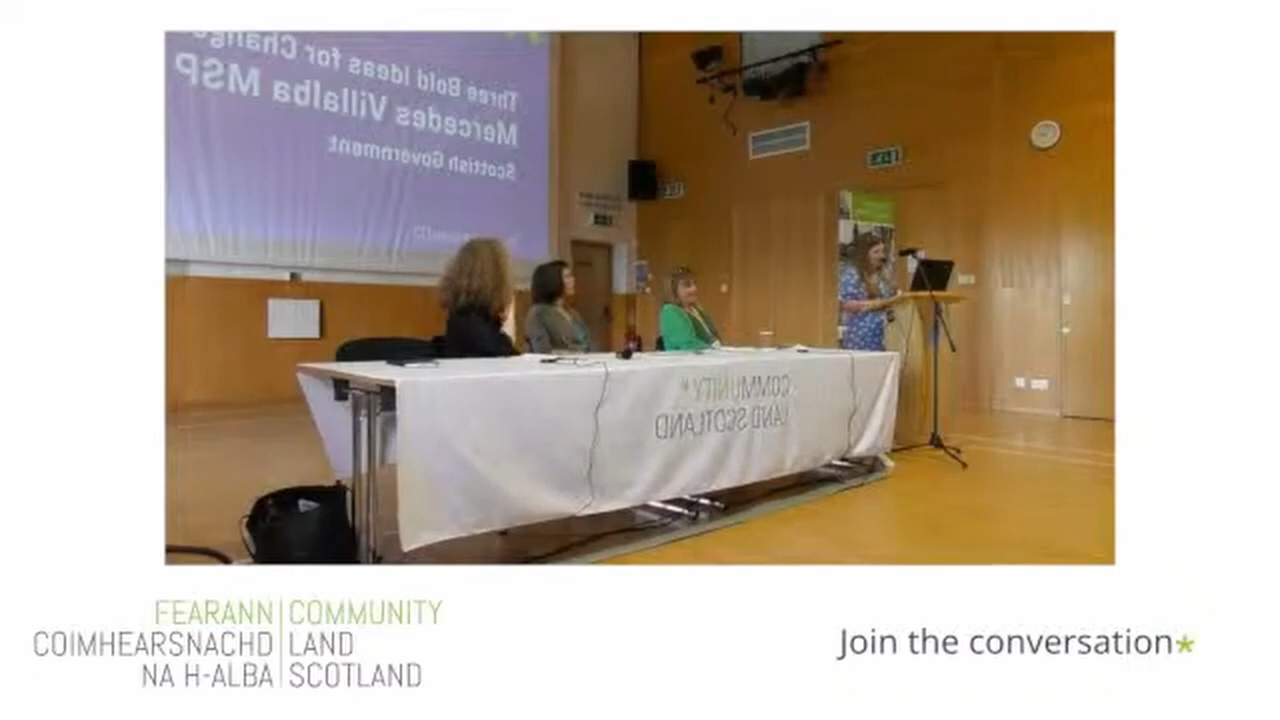 Three Bold Ideas for Change
Mercedes Villalba MSP
Scottish Government
COMMUNITY*
LAND SCOTLAND
FEARANN COMMUNITY
COIMHEARSNACHD LAND
NA H-ALBA SCOTLAND
Join the conversation*